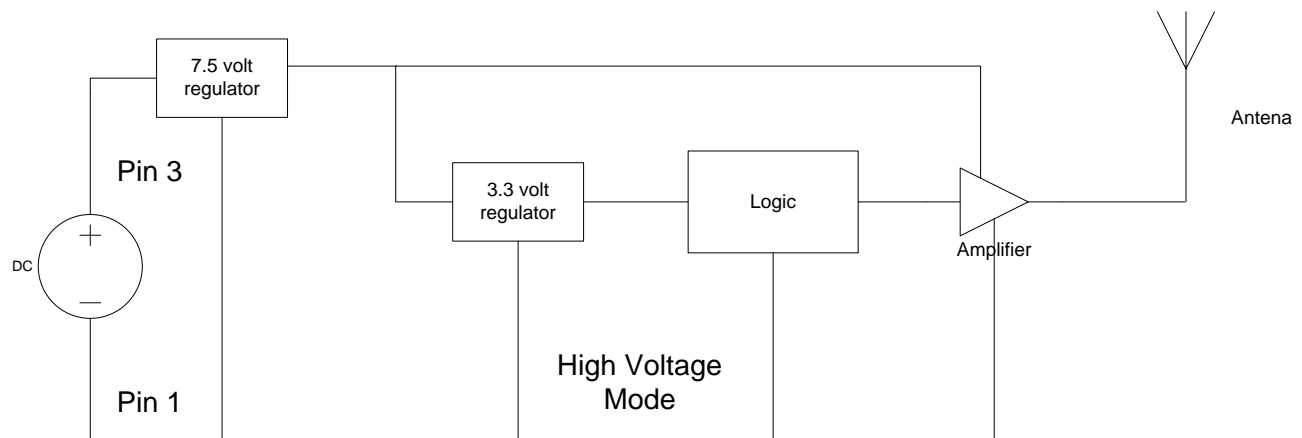 7.5 volt
regulator
Antena
Pin 3
3.3 volt
regulator
Logic
Amplifier
DC
High Voltage
Mode
Pin 1